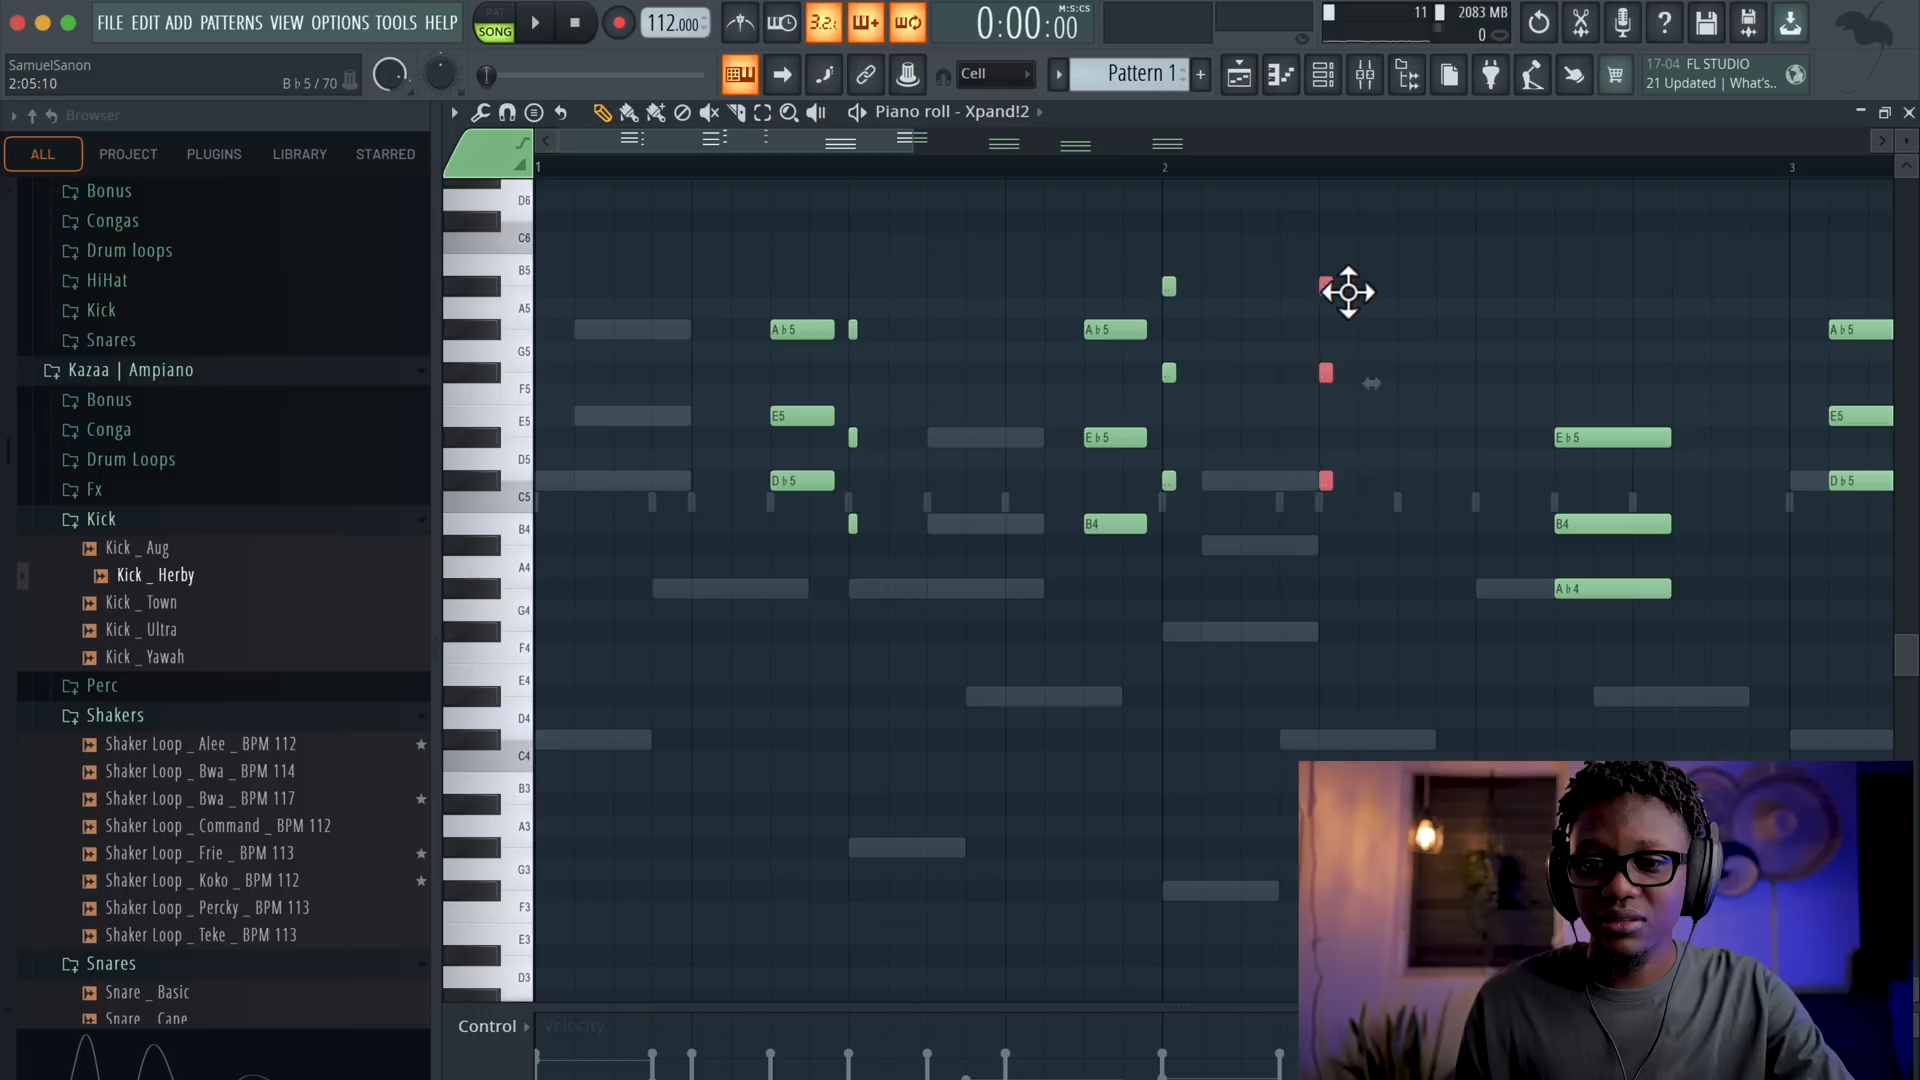 FILE EDIT ADD PATTERNS VIEW OPTIONS TOOLS HELP
PAT
SONG
112.000
3.2.
0:00:00
M:S:CS
11
2083 MB
0
SamuelSanon
2:05:10
B♭5 / 70
Cell
Pattern 1
+
17-04 FL STUDIO
21 Updated | What's..
Browser
Piano roll - Xpand!2
ALL
PROJECT
PLUGINS
LIBRARY
STARRED
Bonus
Congas
Drum loops
HiHat
Kick
Snares
Kazaa | Ampiano
Bonus
Conga
Drum Loops
Fx
Kick
Kick _ Aug
Kick _ Herby
Kick _ Town
Kick _ Ultra
Kick _ Yawah
Perc
Shakers
Shaker Loop _ Alee _ BPM 112
Shaker Loop _ Bwa _ BPM 114
Shaker Loop _ Bwa _ BPM 117
Shaker Loop _ Command _ BPM 112
Shaker Loop _ Frie _ BPM 113
Shaker Loop _ Koko _ BPM 112
Shaker Loop _ Percky _ BPM 113
Shaker Loop _ Teke _ BPM 113
Snares
Snare _ Basic
Snare _ Cane
1
2
3
D6
C6
B5
A5
G5
F5
E5
D5
C5
B4
A4
G4
F4
E4
D4
C4
B3
A3
G3
F3
E3
D3
A♭5
A♭5
A♭5
E5
E5
E♭5
E♭5
D♭5
D♭5
B4
B4
A♭4
Control
Velocity